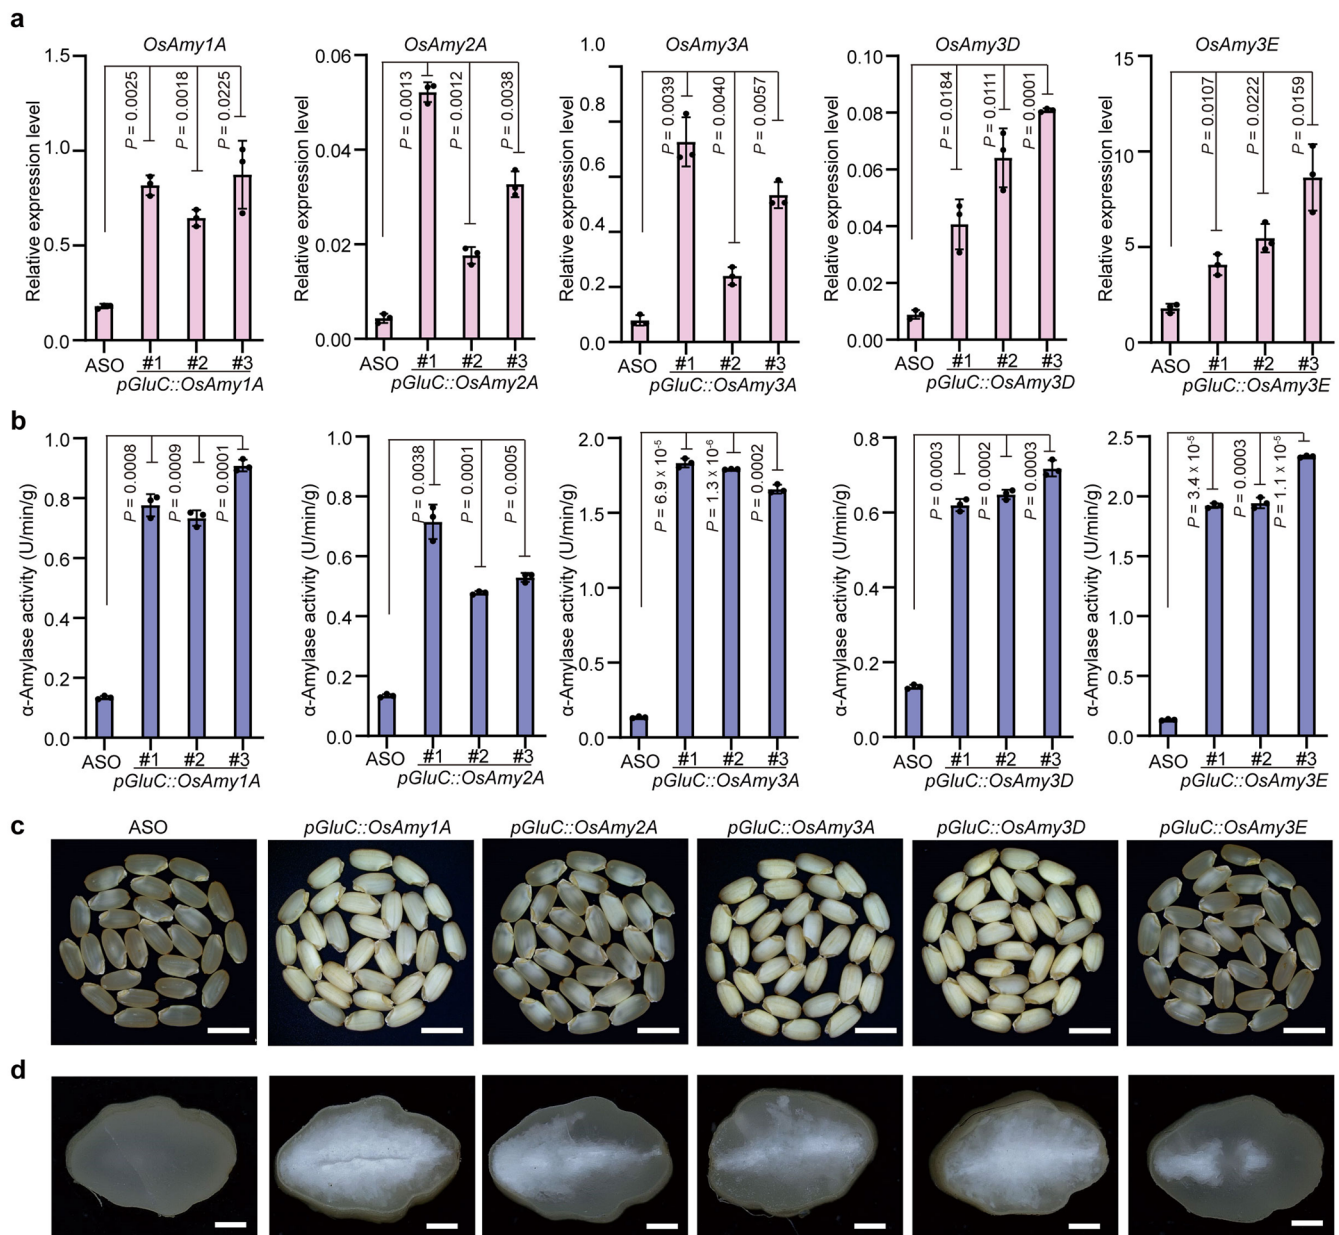 a
OsAmy1A
OsAmy2A
OsAmy3A
OsAmy3D
OsAmy3E
Relative expression level
1.5
1.0
0.5
0.0
P = 0.0025
P = 0.0018
P = 0.0225
ASO #1 #2 #3
pGluC::OsAmy1A
Relative expression level
0.06
0.04
0.02
0.00
P = 0.0013
P = 0.0012
P = 0.0038
ASO #1 #2 #3
pGluC::OsAmy2A
Relative expression level
1.0
0.8
0.6
0.4
0.2
0.0
P = 0.0039
P = 0.0040
P = 0.0057
ASO #1 #2 #3
pGluC::OsAmy3A
Relative expression level
0.10
0.08
0.06
0.04
0.02
0.00
P = 0.0184
P = 0.0111
P = 0.0001
ASO #1 #2 #3
pGluC::OsAmy3D
Relative expression level
15
10
5
0
P = 0.0107
P = 0.0222
P = 0.0159
ASO #1 #2 #3
pGluC::OsAmy3E
b
α-Amylase activity (U/min/g)
1.0
0.8
0.6
0.4
0.2
0.0
P = 0.0008
P = 0.0009
P = 0.0001
ASO #1 #2 #3
pGluC::OsAmy1A
α-Amylase activity (U/min/g)
1.0
0.8
0.6
0.4
0.2
0.0
P = 0.0038
P = 0.0001
P = 0.0005
ASO #1 #2 #3
pGluC::OsAmy2A
α-Amylase activity (U/min/g)
2.0
1.5
1.0
0.5
0.0
P = 6.9 x 10⁻⁵
P = 1.3 x 10⁻⁶
P = 0.0002
ASO #1 #2 #3
pGluC::OsAmy3A
α-Amylase activity (U/min/g)
0.8
0.6
0.4
0.2
0.0
P = 0.0003
P = 0.0002
P = 0.0003
ASO #1 #2 #3
pGluC::OsAmy3D
α-Amylase activity (U/min/g)
2.5
2.0
1.5
1.0
0.5
0.0
P = 3.4 x 10⁻⁵
P = 0.0003
P = 1.1 x 10⁻⁵
ASO #1 #2 #3
pGluC::OsAmy3E
c
ASO
pGluC::OsAmy1A
pGluC::OsAmy2A
pGluC::OsAmy3A
pGluC::OsAmy3D
pGluC::OsAmy3E
d